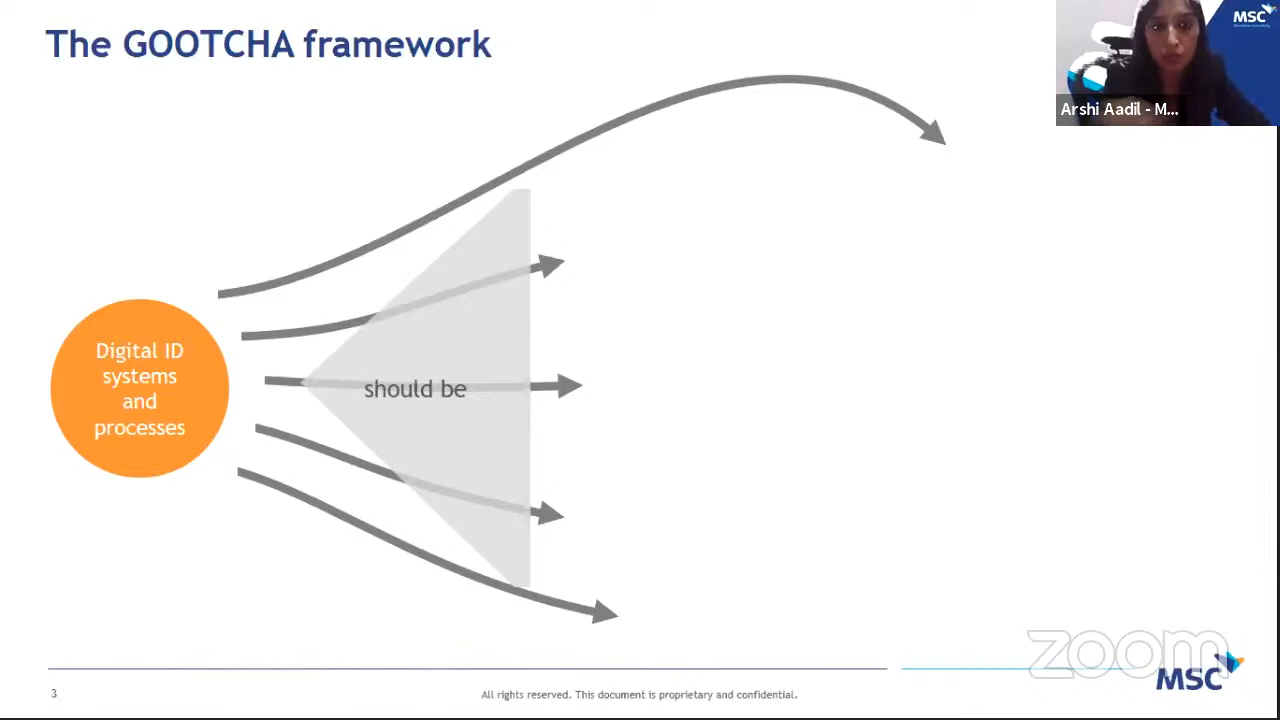 The GOOTCHA framework
MSC
Arshi Aadil - M...
Digital ID
systems
and
processes
should be
zoom
MSC
3
All rights reserved. This document is proprietary and confidential.